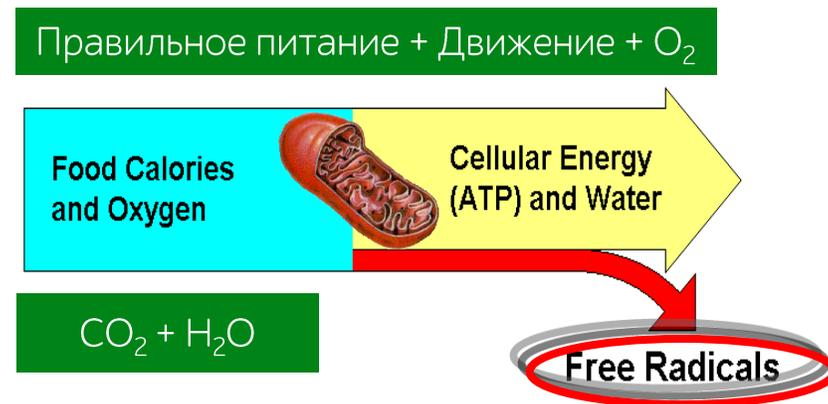 Правильное питание + Движение + O₂
Food Calories
and Oxygen
Cellular Energy
(ATP) and Water
CO₂ + H₂O
Free Radicals